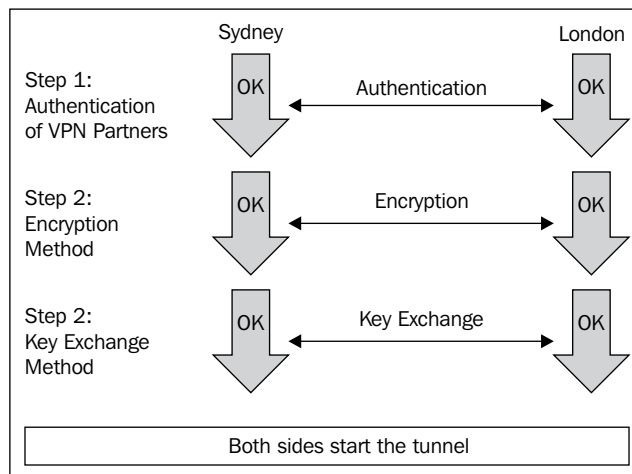 Sydney London
Step 1:
Authentication
of VPN Partners
OK Authentication OK
Step 2:
Encryption
Method
OK Encryption OK
Step 2:
Key Exchange
Method
OK Key Exchange OK
Both sides start the tunnel